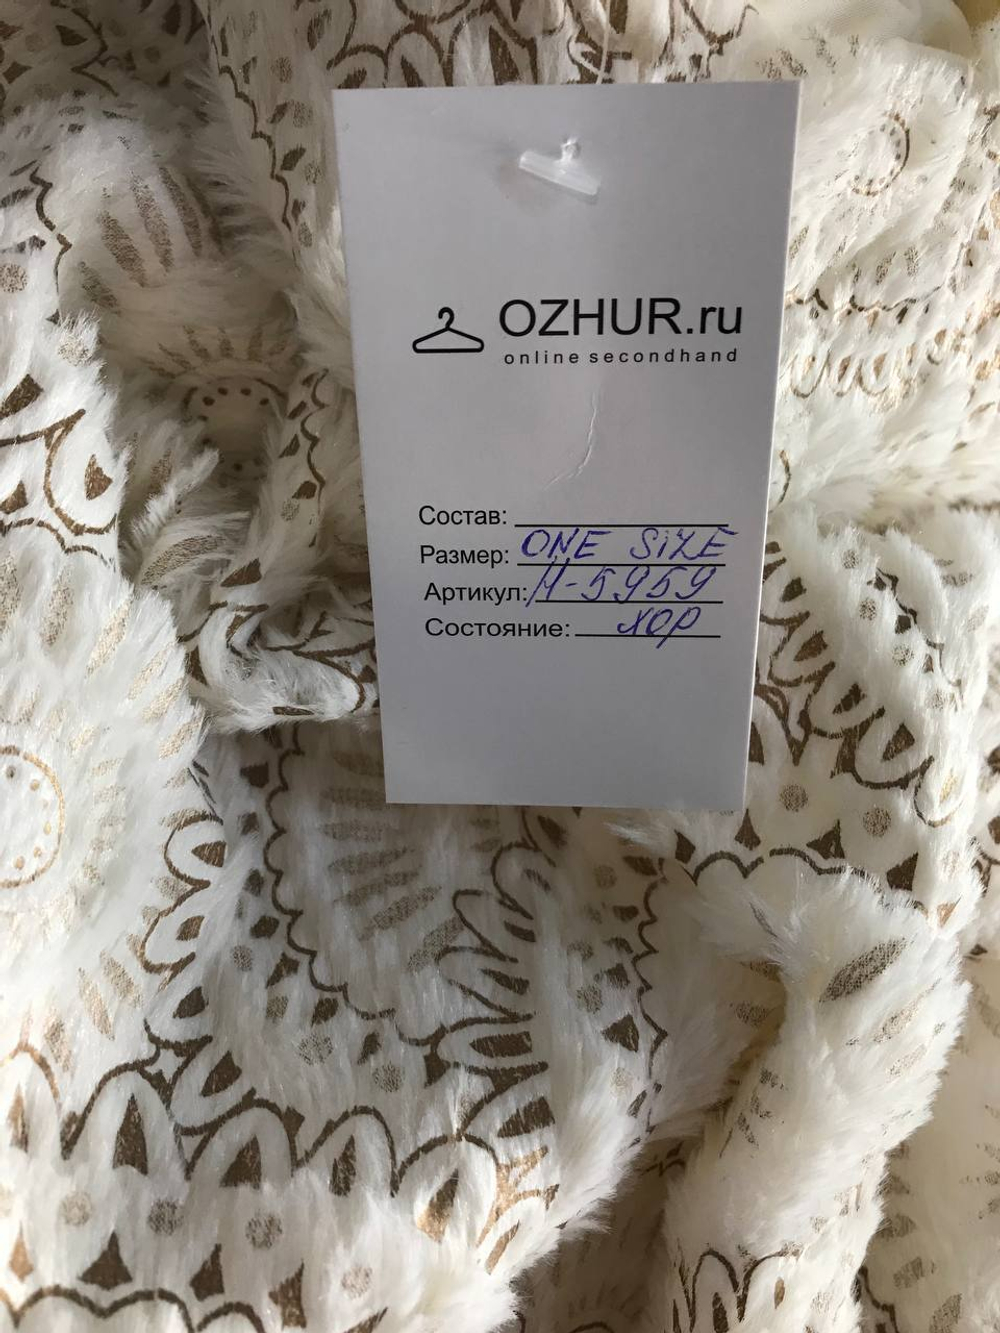 OZHUR.ru
online secondhand
Состав:
Размер: ONE SIZE
Артикул: И-5959
Состояние: ХОР